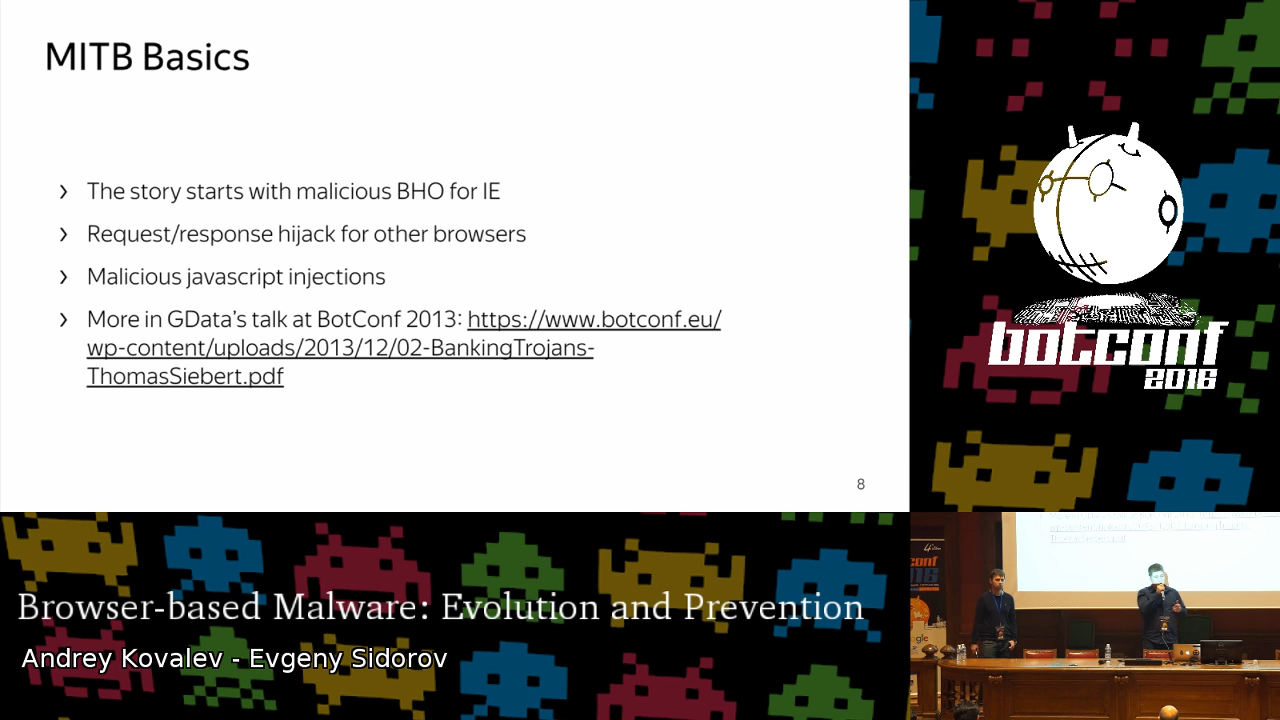 MITB Basics
› The story starts with malicious BHO for IE
› Request/response hijack for other browsers
› Malicious javascript injections
› More in GData's talk at BotConf 2013: https://www.botconf.eu/
wp-content/uploads/2013/12/02-BankingTrojans-
ThomasSiebert.pdf
8
botconf
2016
Browser-based Malware: Evolution and Prevention
Andrey Kovalev - Evgeny Sidorov